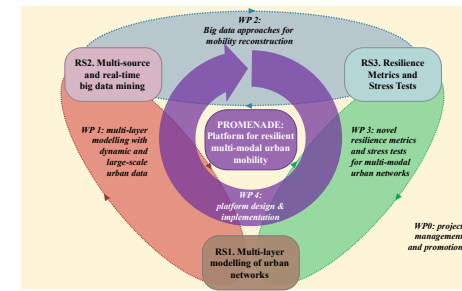 WP 2:
Big data approaches for
mobility reconstruction
RS2. Multi-source
and real-time
big data mining
RS3. Resilience
Metrics and
Stress Tests
PROMENADE:
Platform for resilient
multi-modal urban
mobility
WP 1: multi-layer
modelling with
dynamic and
large-scale
urban data
WP 3: novel
resilience metrics
and stress tests
for multi-modal
urban networks
WP 4:
platform design &
implementation
WP0: project
management
and promotion
RS1. Multi-layer
modelling of urban
networks